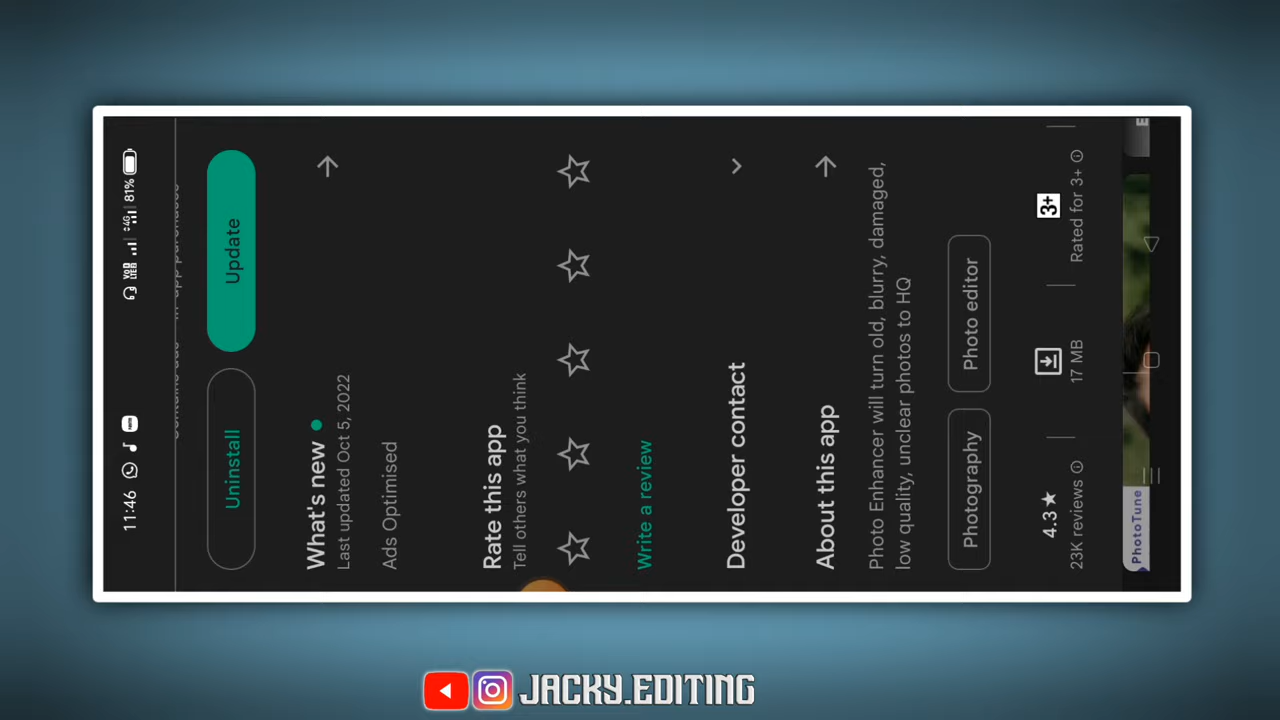 11:46
VoD LTE 4G 81%
Uninstall
Update
What's new
Last updated Oct 5, 2022
Ads Optimised
Rate this app
Tell others what you think
Write a review
Developer contact
About this app
Photo Enhancer will turn old, blurry, damaged,
low quality, unclear photos to HQ
Photography
Photo editor
4.3★
23K reviews
17 MB
3+
Rated for 3+
PhotoTune
JACKY.EDITING